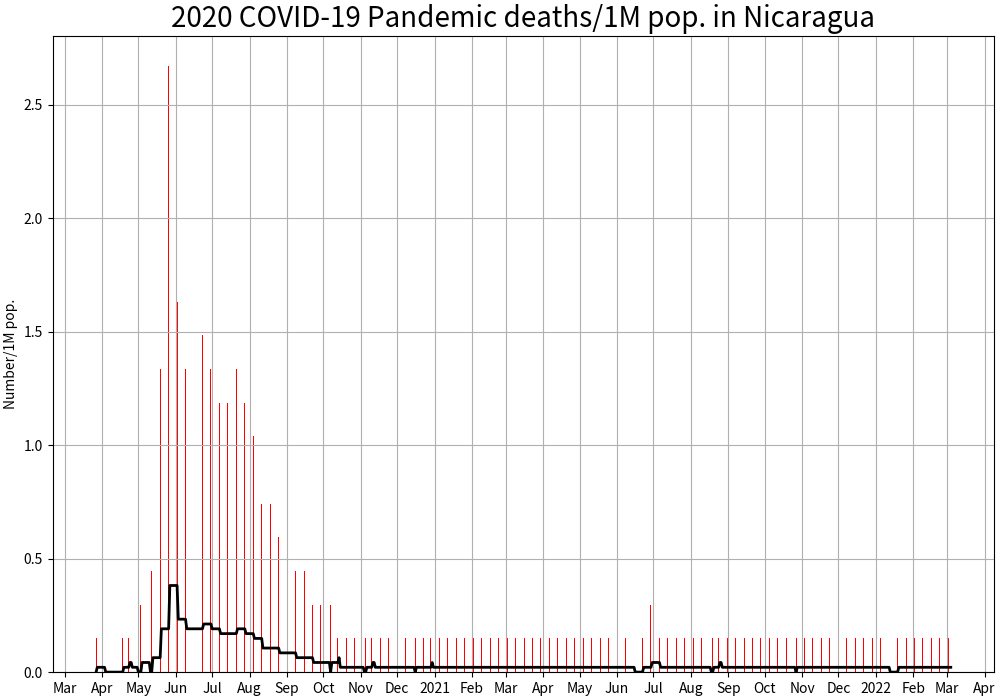 2020 COVID-19 Pandemic deaths/1M pop. in Nicaragua
Number/1M pop.
2.5
2.0
1.5
1.0
0.5
0.0
Mar Apr May Jun Jul Aug Sep Oct Nov Dec 2021 Feb Mar Apr May Jun Jul Aug Sep Oct Nov Dec 2022 Feb Mar Apr